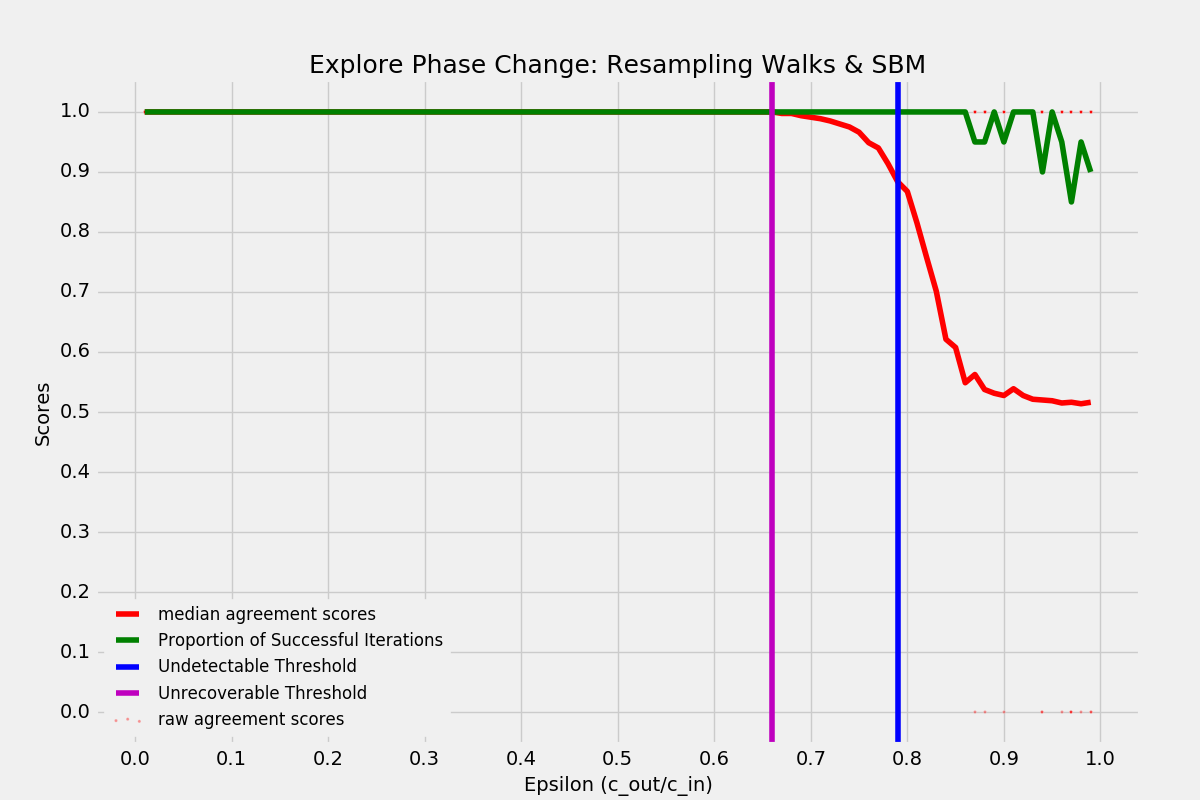 Explore Phase Change: Resampling Walks & SBM
1.0
0.9
0.8
0.7
0.6
0.5
0.4
0.3
0.2
0.1
0.0
Scores
median agreement scores
Proportion of Successful Iterations
Undetectable Threshold
Unrecoverable Threshold
raw agreement scores
0.0 0.1 0.2 0.3 0.4 0.5 0.6 0.7 0.8 0.9 1.0
Epsilon (c_out/c_in)